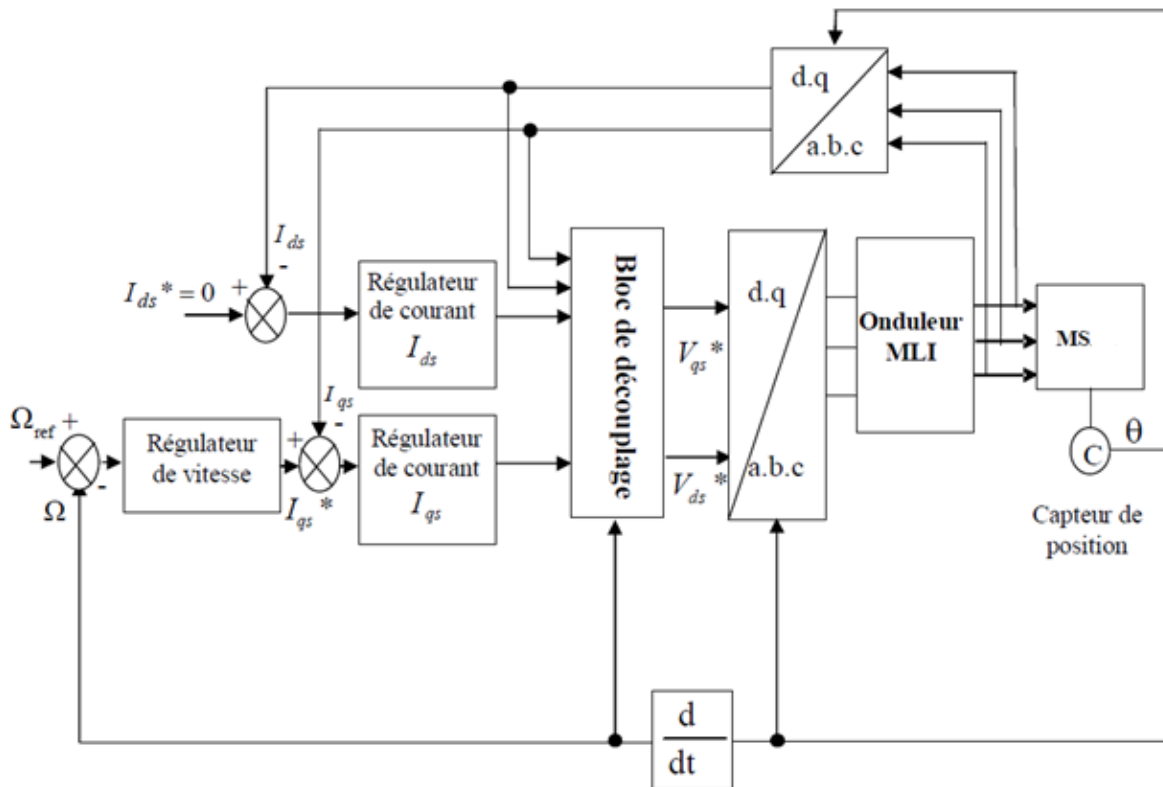 d.q
a.b.c
I_ds
-
I_ds* = 0
+
Régulateur
de courant
I_ds
Bloc de découplage
d.q
a.b.c
V_qs*
V_ds*
Onduleur
MLI
MS
I_qs
-
Ω_ref
+
-
Ω
Régulateur
de vitesse
+
I_qs*
Régulateur
de courant
I_qs
C
θ
Capteur de
position
d
dt